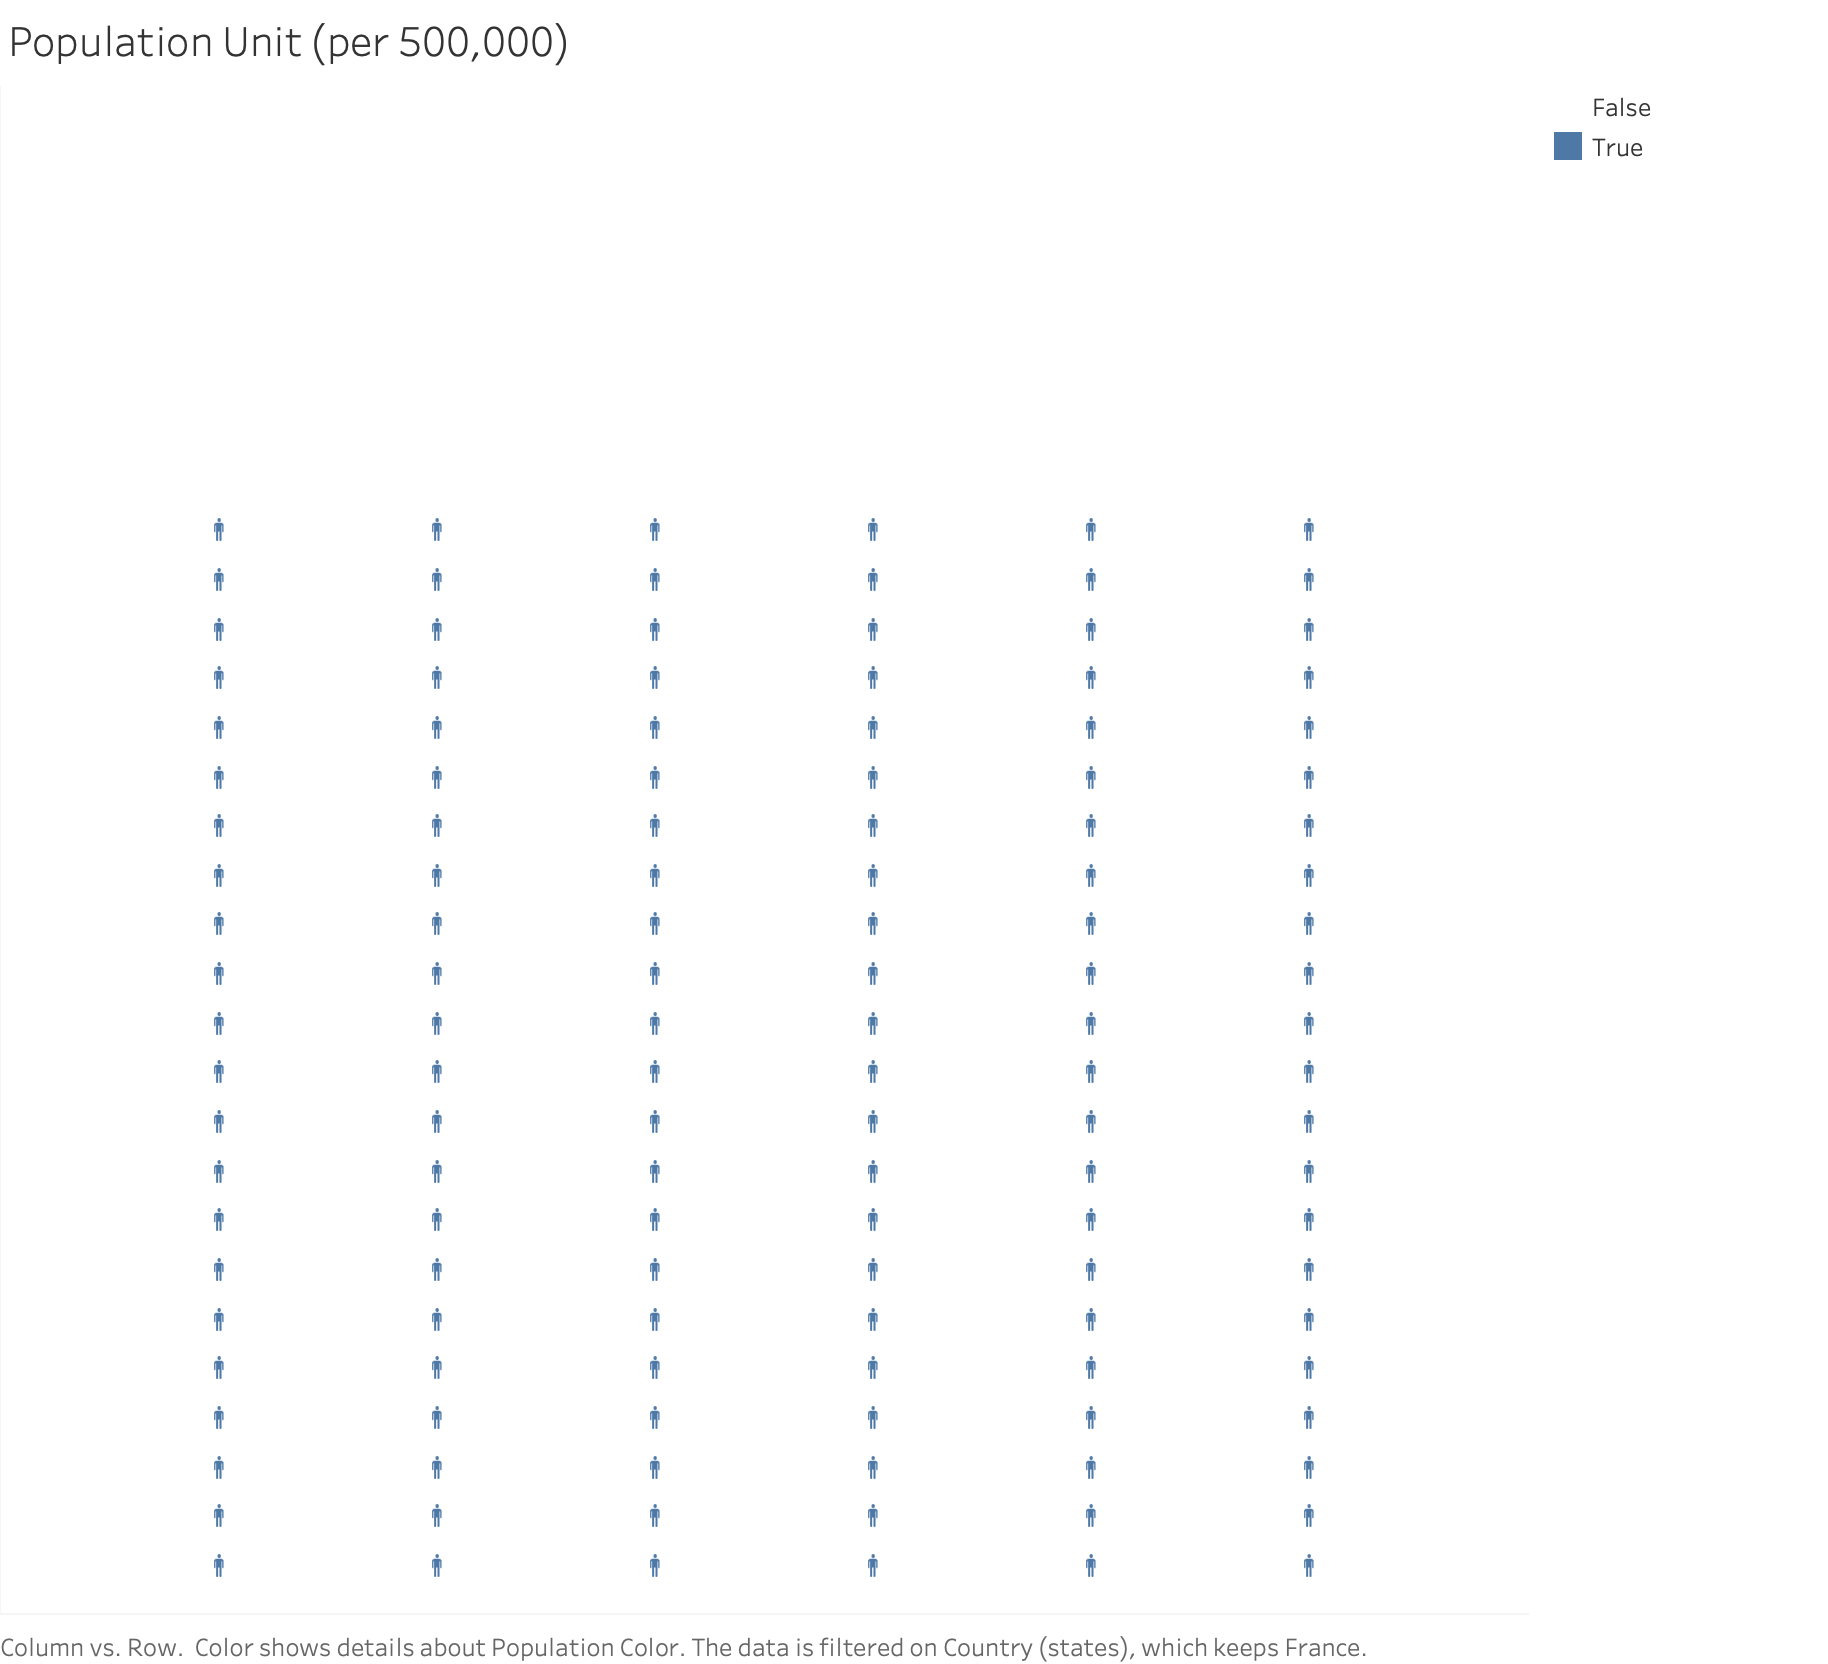 Population Unit (per 500,000)
False
True
Column vs. Row.  Color shows details about Population Color. The data is filtered on Country (states), which keeps France.